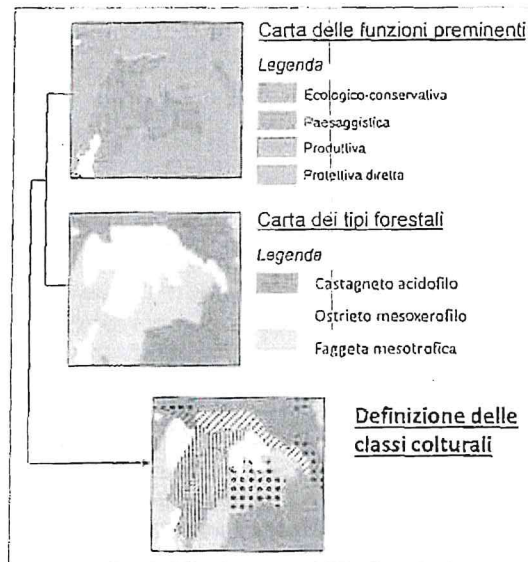 Carta delle funzioni preminenti
Legenda
Ecologico-conservativa
Paesaggistica
Produttiva
Protettiva diretta
Carta dei tipi forestali
Legenda
Castagneto acidofilo
Ostrieto mesoxerofilo
Faggeta mesotrofica
Definizione delle
classi colturali